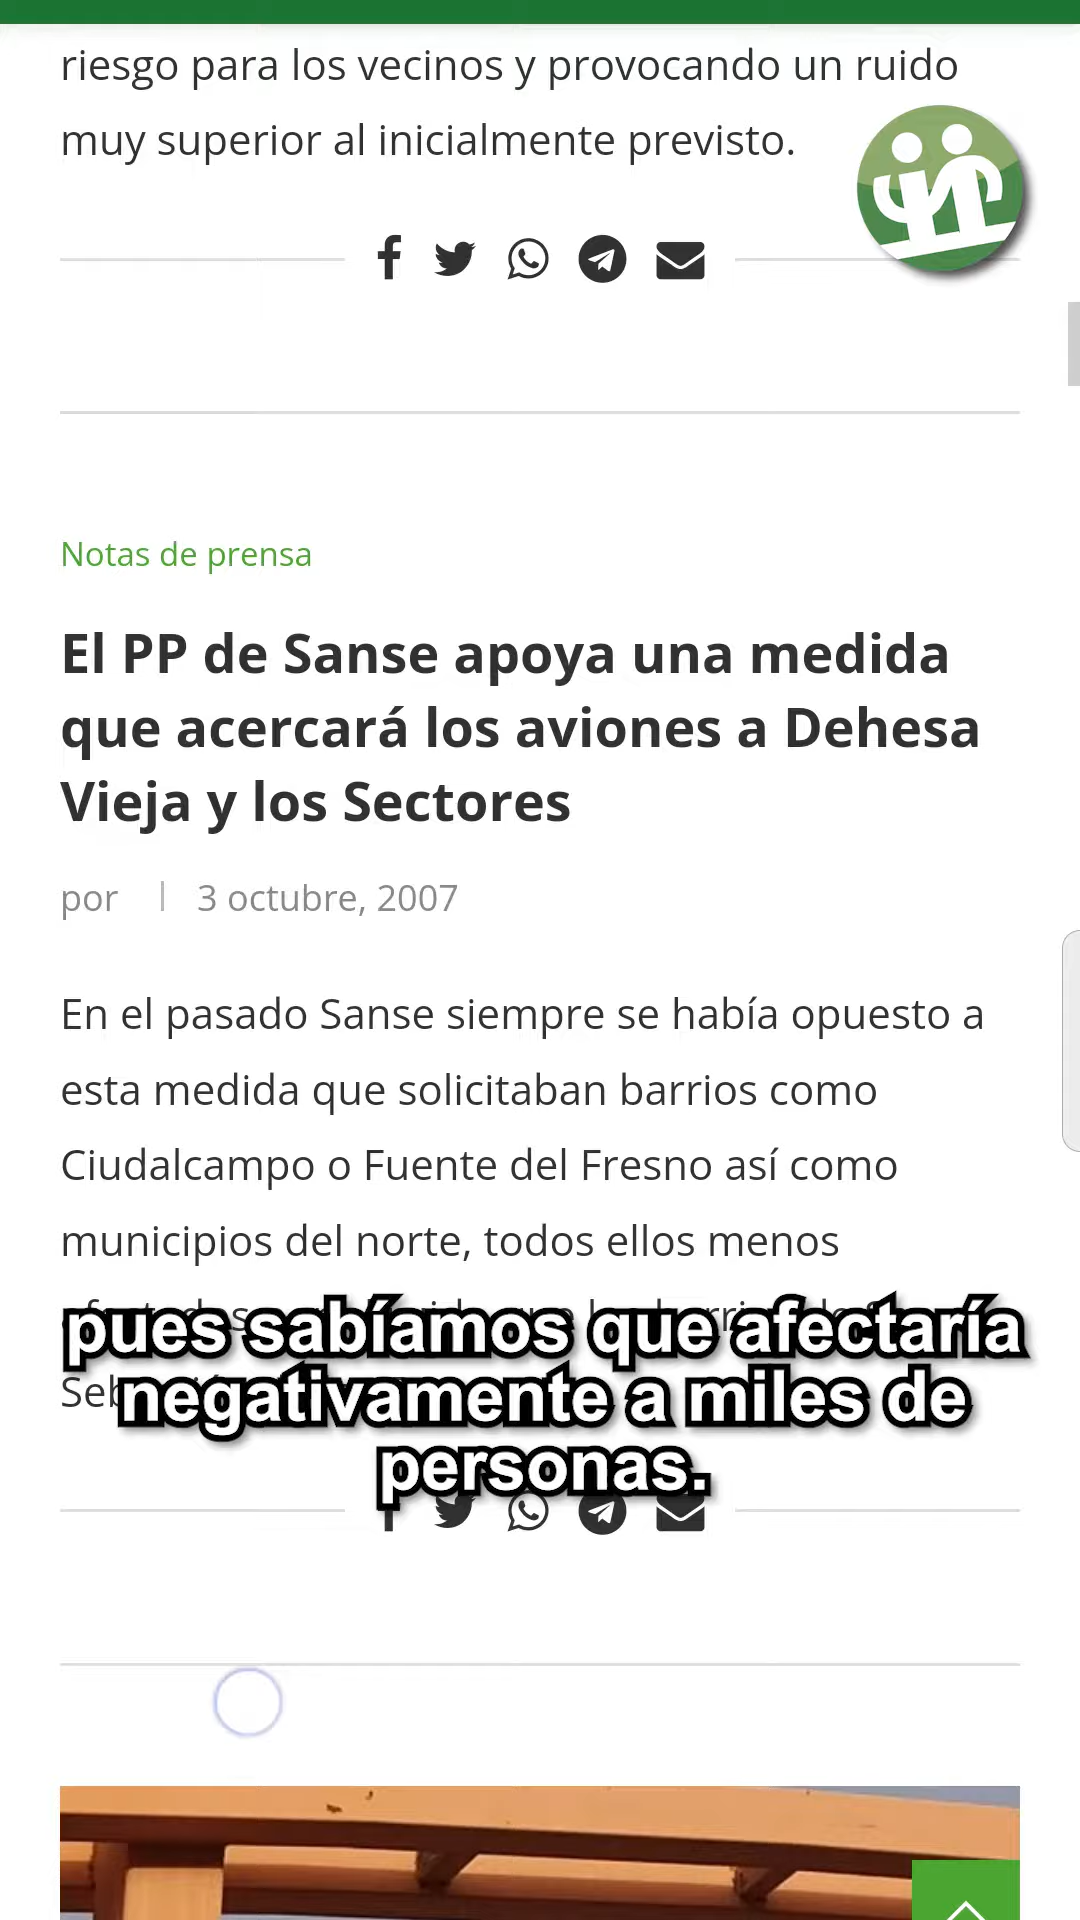 riesgo para los vecinos y provocando un ruido
muy superior al inicialmente previsto.
Notas de prensa
El PP de Sanse apoya una medida
que acercará los aviones a Dehesa
Vieja y los Sectores
por | 3 octubre, 2007
En el pasado Sanse siempre se había opuesto a
esta medida que solicitaban barrios como
Ciudalcampo o Fuente del Fresno así como
municipios del norte, todos ellos menos
pues sabíamos que afectaría
negativamente a miles de
personas.